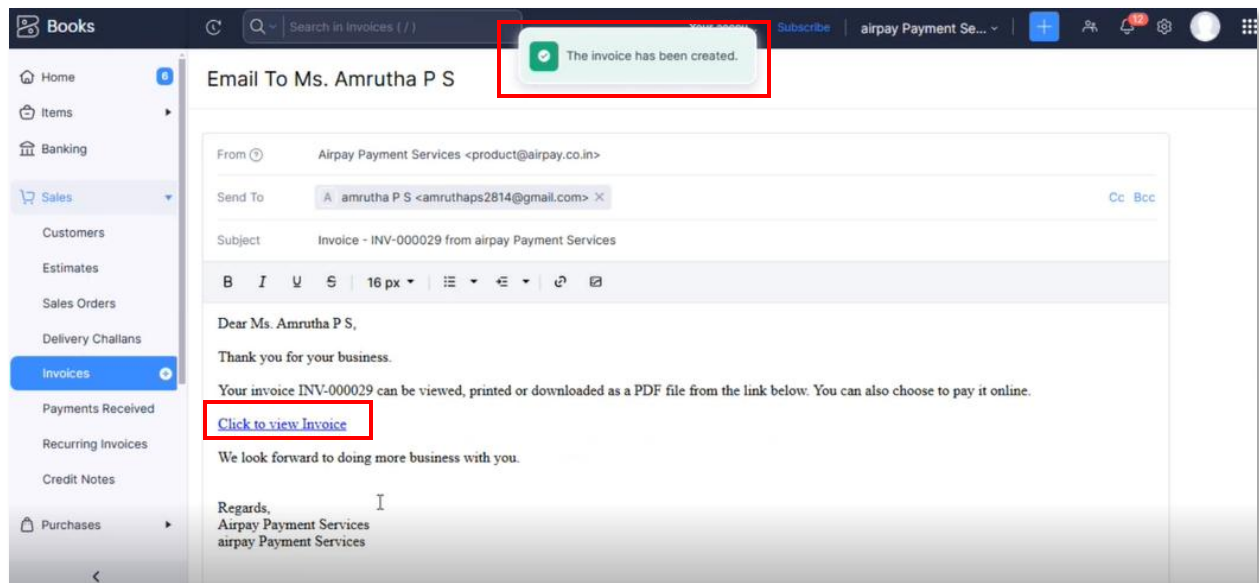 Books
Search in Invoices ( / )
Subscribe
airpay Payment Se...
12
The invoice has been created.
Home
6
Items
Banking
Sales
Customers
Estimates
Sales Orders
Delivery Challans
Invoices
Payments Received
Recurring Invoices
Credit Notes
Purchases
Email To Ms. Amrutha P S
From
Airpay Payment Services <product@airpay.co.in>
Send To
A amrutha P S <amruthaps2814@gmail.com>
Cc Bcc
Subject
Invoice - INV-000029 from airpay Payment Services
B I U S 16 px
Dear Ms. Amrutha P S,
Thank you for your business.
Your invoice INV-000029 can be viewed, printed or downloaded as a PDF file from the link below. You can also choose to pay it online.
Click to view Invoice
We look forward to doing more business with you.
Regards,
Airpay Payment Services
airpay Payment Services